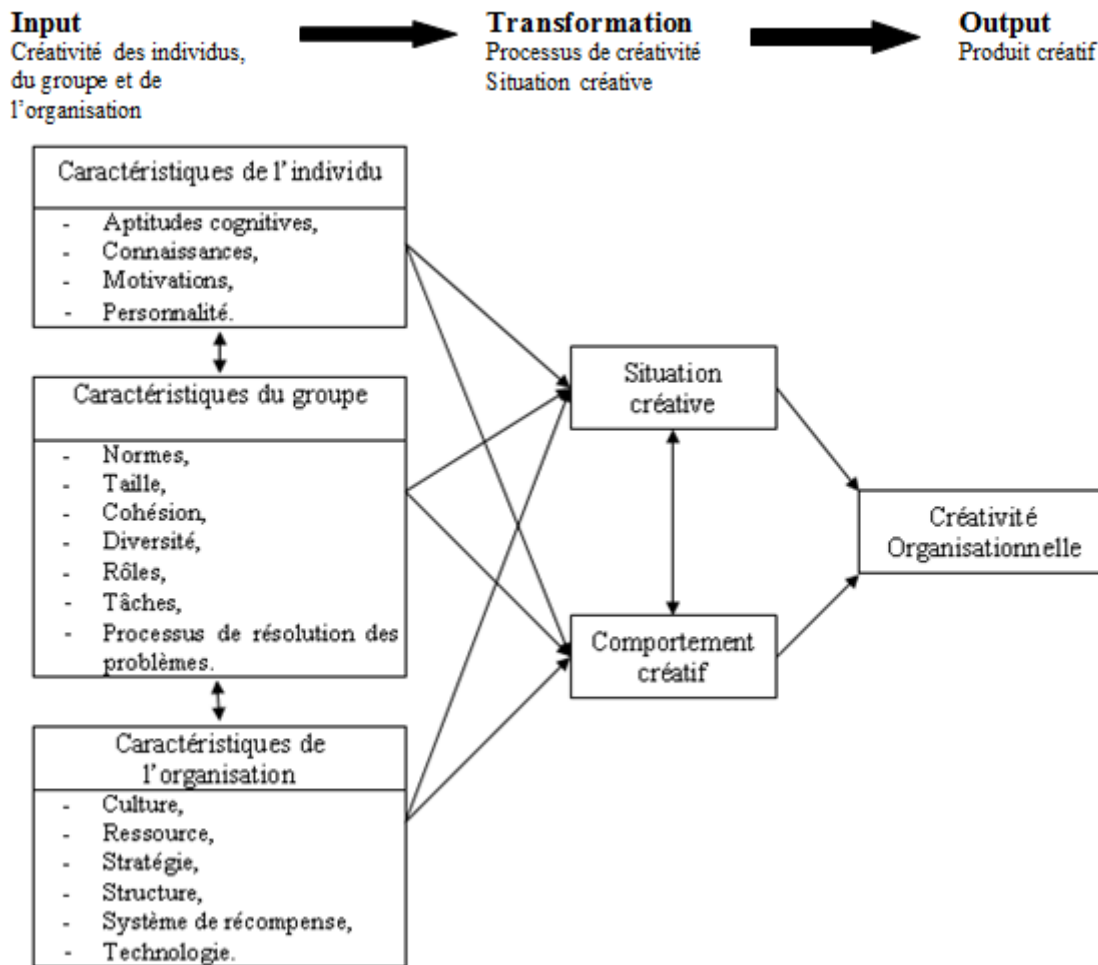 Input
Créativité des individus,
du groupe et de
l'organisation
Transformation
Processus de créativité
Situation créative
Output
Produit créatif
Caractéristiques de l'individu
- Aptitudes cognitives,
- Connaissances,
- Motivations,
- Personnalité.
Caractéristiques du groupe
- Normes,
- Taille,
- Cohésion,
- Diversité,
- Rôles,
- Tâches,
- Processus de résolution des
problèmes.
Caractéristiques de
l'organisation
- Culture,
- Ressource,
- Stratégie,
- Structure,
- Système de récompense,
- Technologie.
Situation
créative
Comportement
créatif
Créativité
Organisationnelle